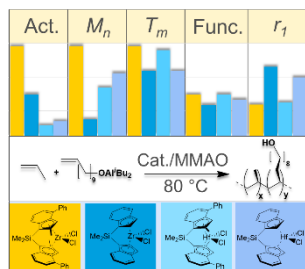 Act. Mn Tm Func. r1
HO
8
+ 9 OAliBu2 Cat./MMAO
80 °C
x y
Ph Ph
Me2Si Zr Cl Cl Me2Si Zr Cl Cl Me2Si Hf Cl Cl Me2Si Hf Cl Cl
Ph Ph